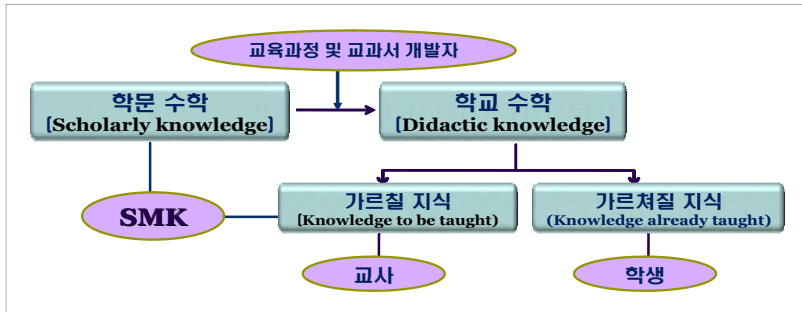 교육과정 및 교과서 개발자
학문 수학
[Scholarly knowledge]
학교 수학
[Didactic knowledge]
SMK
가르칠 지식
[Knowledge to be taught)
가르쳐질 지식
(Knowledge already taught)
교사
학생